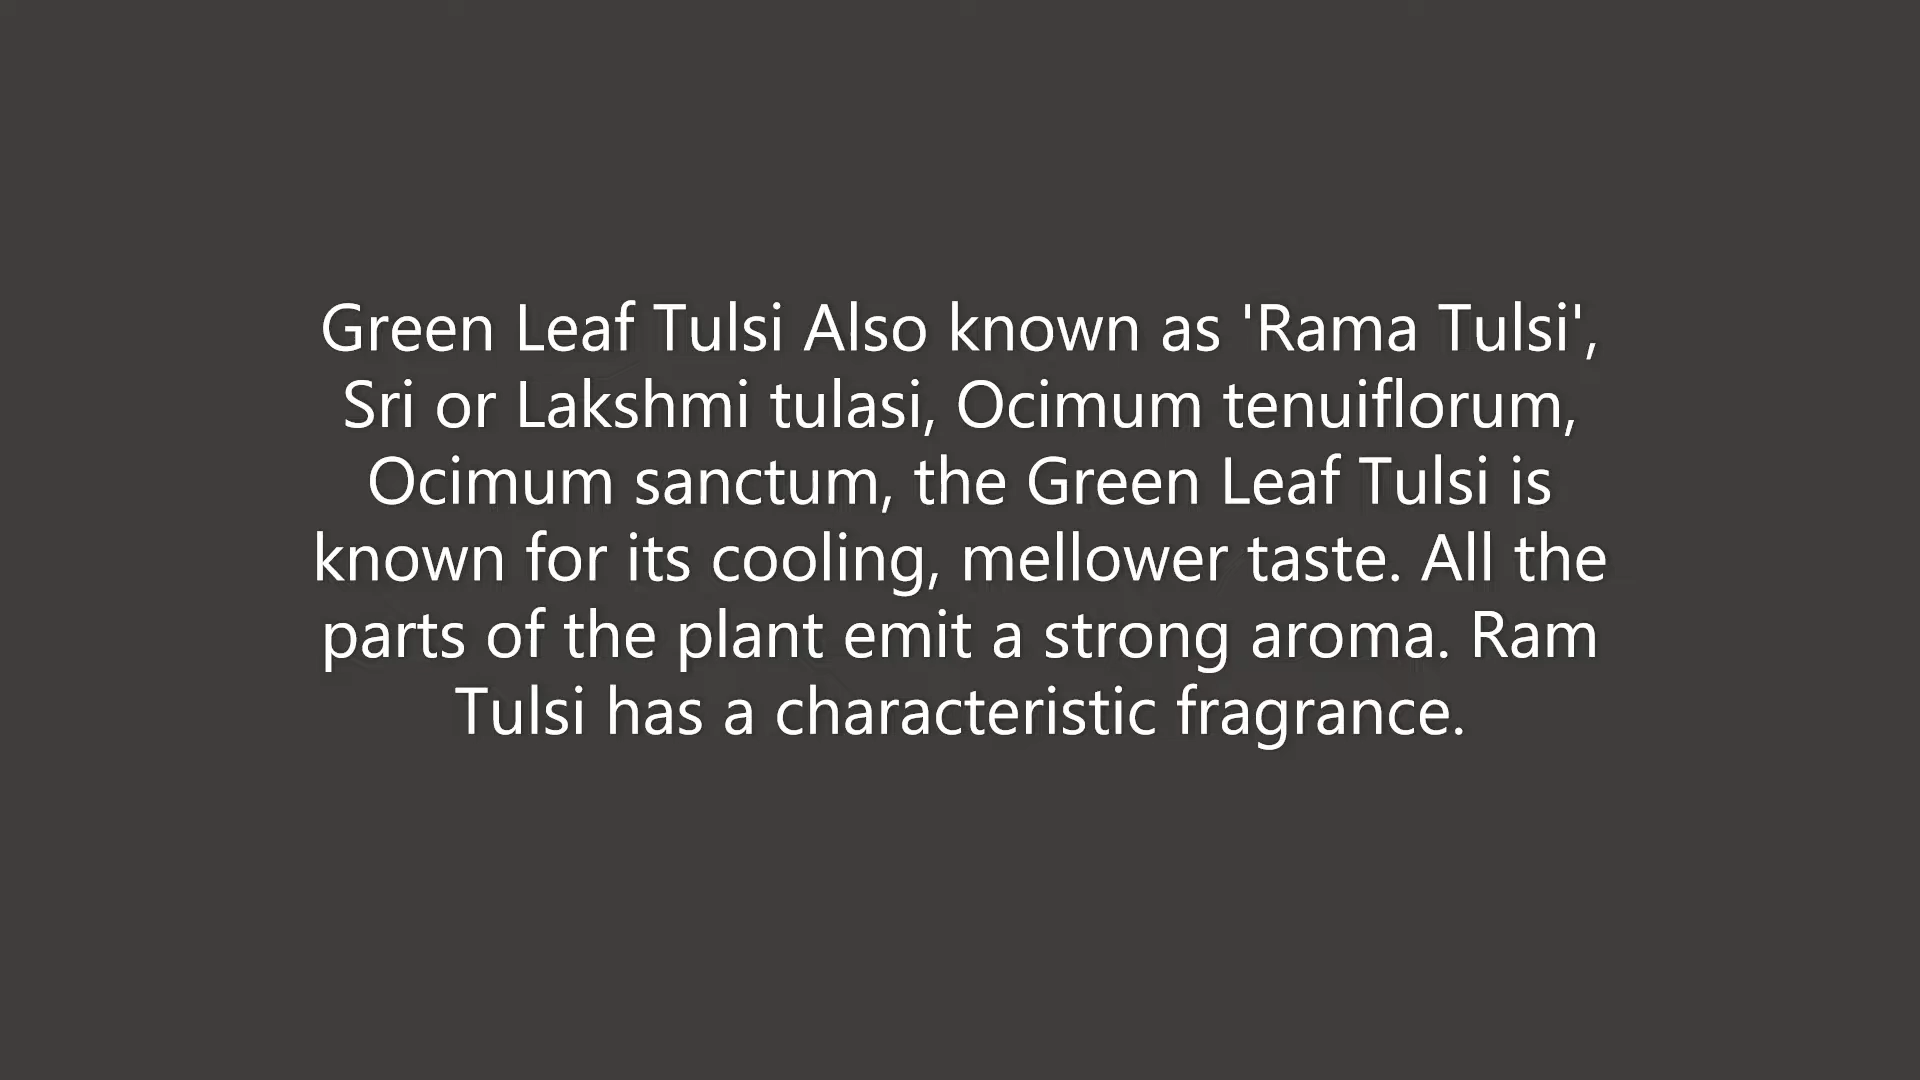 Green Leaf Tulsi Also known as 'Rama Tulsi',
Sri or Lakshmi tulasi, Ocimum tenuiflorum,
Ocimum sanctum, the Green Leaf Tulsi is
known for its cooling, mellower taste. All the
parts of the plant emit a strong aroma. Ram
Tulsi has a characteristic fragrance.